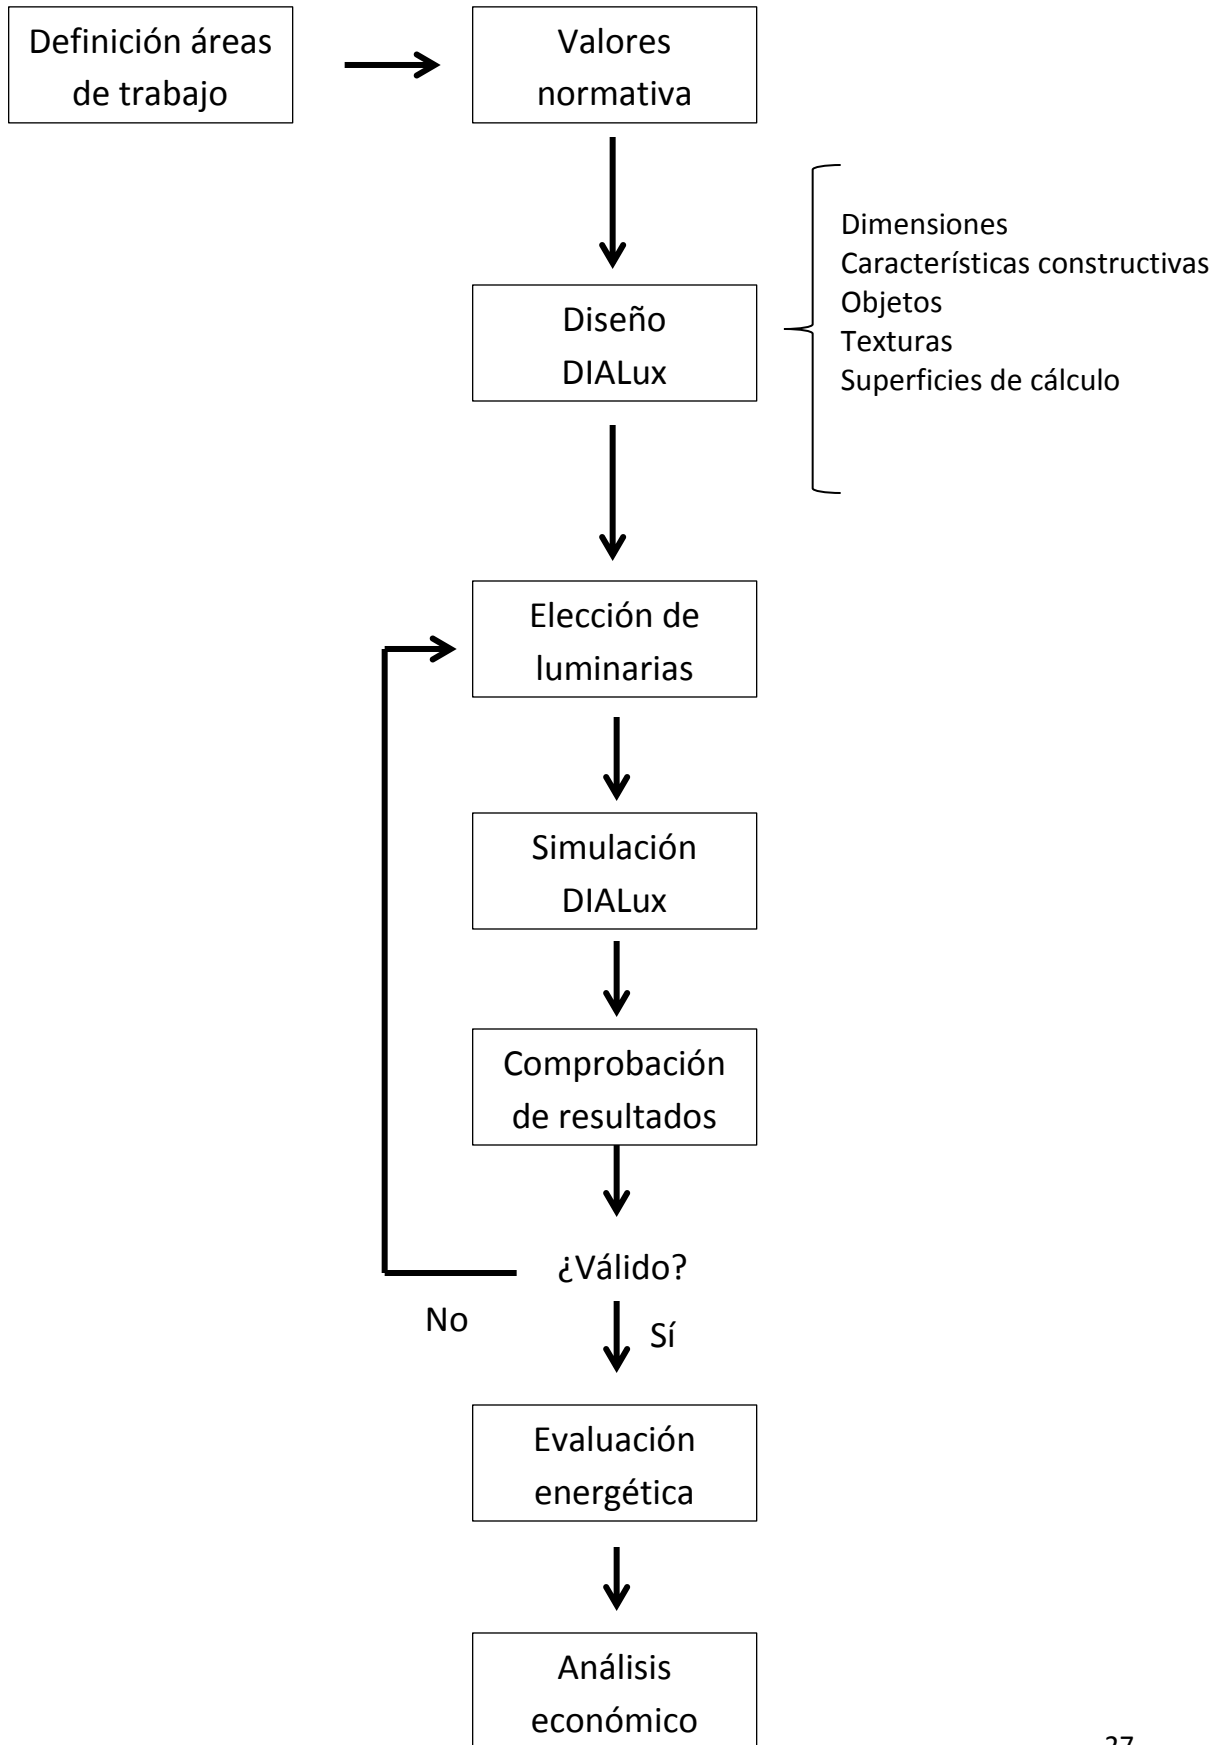 Definición áreas
de trabajo
Valores
normativa
Diseño
DIALux
Dimensiones
Características constructivas
Objetos
Texturas
Superficies de cálculo
Elección de
luminarias
Simulación
DIALux
Comprobación
de resultados
¿Válido?
No
Sí
Evaluación
energética
Análisis
económico
27